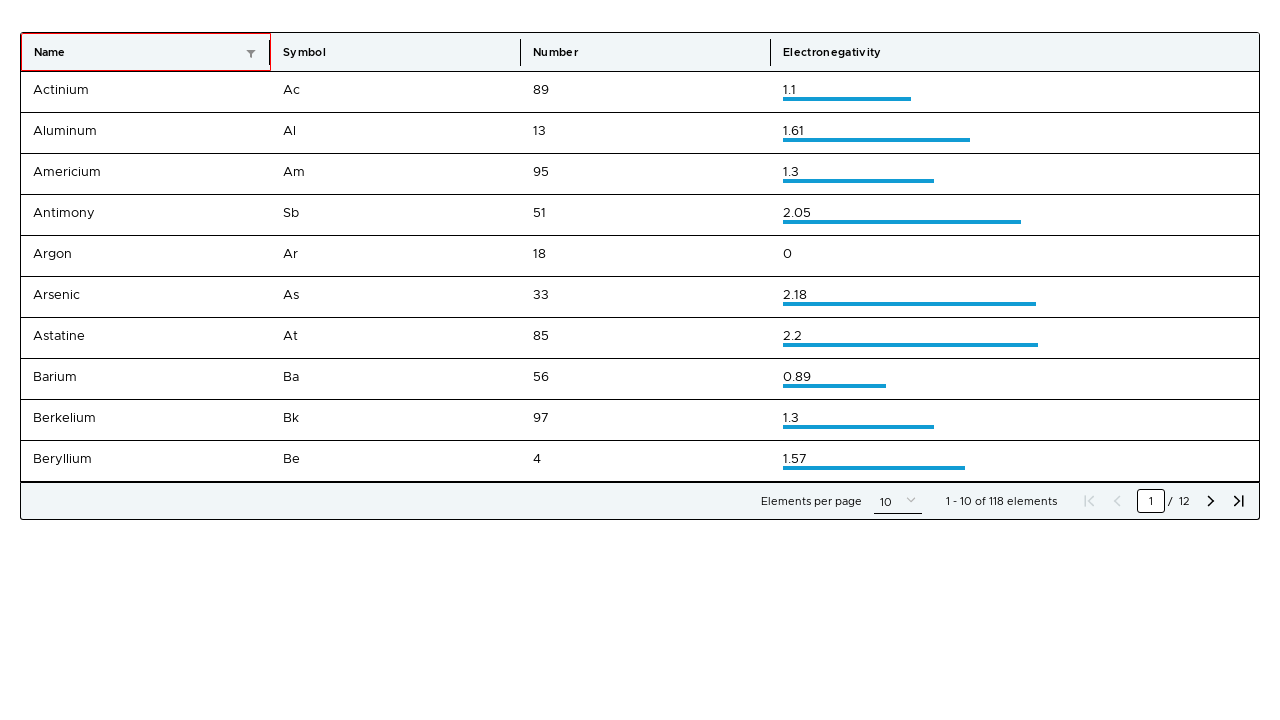 Name Symbol Number Electronegativity
Actinium Ac 89 1.1
Aluminum Al 13 1.61
Americium Am 95 1.3
Antimony Sb 51 2.05
Argon Ar 18 0
Arsenic As 33 2.18
Astatine At 85 2.2
Barium Ba 56 0.89
Berkelium Bk 97 1.3
Beryllium Be 4 1.57
Elements per page 10 1 - 10 of 118 elements 1 / 12